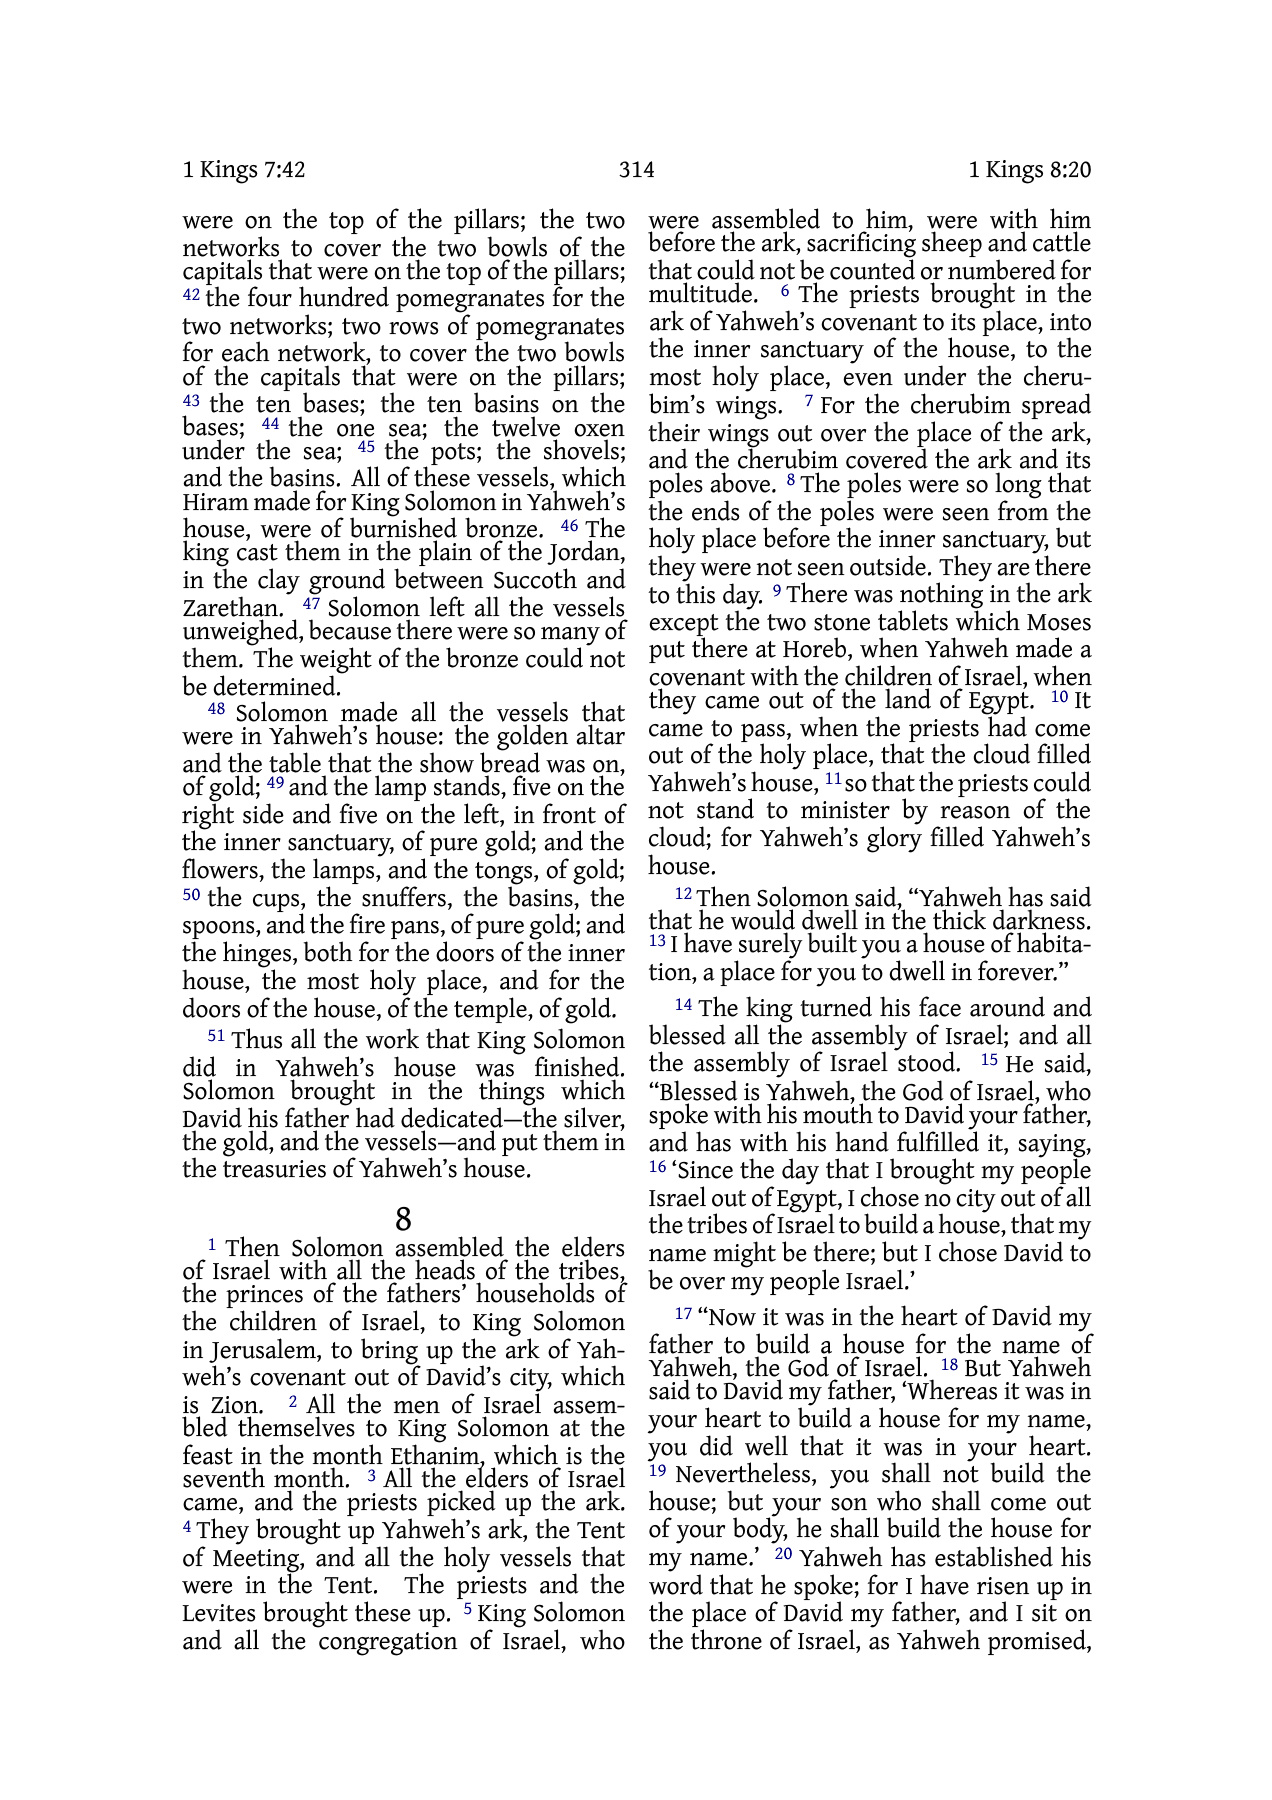 1 Kings 7:42 314 1 Kings 8:20
were on the top of the pillars; the two
networks to cover the two bowls of the
capitals that were on the top of the pillars;
42 the four hundred pomegranates for the
two networks; two rows of pomegranates
for each network, to cover the two bowls
of the capitals that were on the pillars;
43 the ten bases; the ten basins on the
bases; 44 the one sea; the twelve oxen
under the sea; 45 the pots; the shovels;
and the basins. All of these vessels, which
Hiram made for King Solomon in Yahweh’s
house, were of burnished bronze. 46 The
king cast them in the plain of the Jordan,
in the clay ground between Succoth and
Zarethan. 47 Solomon left all the vessels
unweighed, because there were so many of
them. The weight of the bronze could not
be determined.
48 Solomon made all the vessels that
were in Yahweh’s house: the golden altar
and the table that the show bread was on,
of gold; 49 and the lamp stands, five on the
right side and five on the left, in front of
the inner sanctuary, of pure gold; and the
flowers, the lamps, and the tongs, of gold;
50 the cups, the snuffers, the basins, the
spoons, and the fire pans, of pure gold; and
the hinges, both for the doors of the inner
house, the most holy place, and for the
doors of the house, of the temple, of gold.
51 Thus all the work that King Solomon
did in Yahweh’s house was finished.
Solomon brought in the things which
David his father had dedicated—the silver,
the gold, and the vessels—and put them in
the treasuries of Yahweh’s house.
8
1 Then Solomon assembled the elders
of Israel with all the heads of the tribes,
the princes of the fathers’ households of
the children of Israel, to King Solomon
in Jerusalem, to bring up the ark of Yah-
weh’s covenant out of David’s city, which
is Zion. 2 All the men of Israel assem-
bled themselves to King Solomon at the
feast in the month Ethanim, which is the
seventh month. 3 All the elders of Israel
came, and the priests picked up the ark.
4 They brought up Yahweh’s ark, the Tent
of Meeting, and all the holy vessels that
were in the Tent. The priests and the
Levites brought these up. 5 King Solomon
and all the congregation of Israel, who
were assembled to him, were with him
before the ark, sacrificing sheep and cattle
that could not be counted or numbered for
multitude. 6 The priests brought in the
ark of Yahweh’s covenant to its place, into
the inner sanctuary of the house, to the
most holy place, even under the cheru-
bim’s wings. 7 For the cherubim spread
their wings out over the place of the ark,
and the cherubim covered the ark and its
poles above. 8 The poles were so long that
the ends of the poles were seen from the
holy place before the inner sanctuary, but
they were not seen outside. They are there
to this day. 9 There was nothing in the ark
except the two stone tablets which Moses
put there at Horeb, when Yahweh made a
covenant with the children of Israel, when
they came out of the land of Egypt. 10 It
came to pass, when the priests had come
out of the holy place, that the cloud filled
Yahweh’s house, 11 so that the priests could
not stand to minister by reason of the
cloud; for Yahweh’s glory filled Yahweh’s
house.
12 Then Solomon said, “Yahweh has said
that he would dwell in the thick darkness.
13 I have surely built you a house of habita-
tion, a place for you to dwell in forever.”
14 The king turned his face around and
blessed all the assembly of Israel; and all
the assembly of Israel stood. 15 He said,
“Blessed is Yahweh, the God of Israel, who
spoke with his mouth to David your father,
and has with his hand fulfilled it, saying,
16 ‘Since the day that I brought my people
Israel out of Egypt, I chose no city out of all
the tribes of Israel to build a house, that my
name might be there; but I chose David to
be over my people Israel.’
17 “Now it was in the heart of David my
father to build a house for the name of
Yahweh, the God of Israel. 18 But Yahweh
said to David my father, ‘Whereas it was in
your heart to build a house for my name,
you did well that it was in your heart.
19 Nevertheless, you shall not build the
house; but your son who shall come out
of your body, he shall build the house for
my name.’ 20 Yahweh has established his
word that he spoke; for I have risen up in
the place of David my father, and I sit on
the throne of Israel, as Yahweh promised,